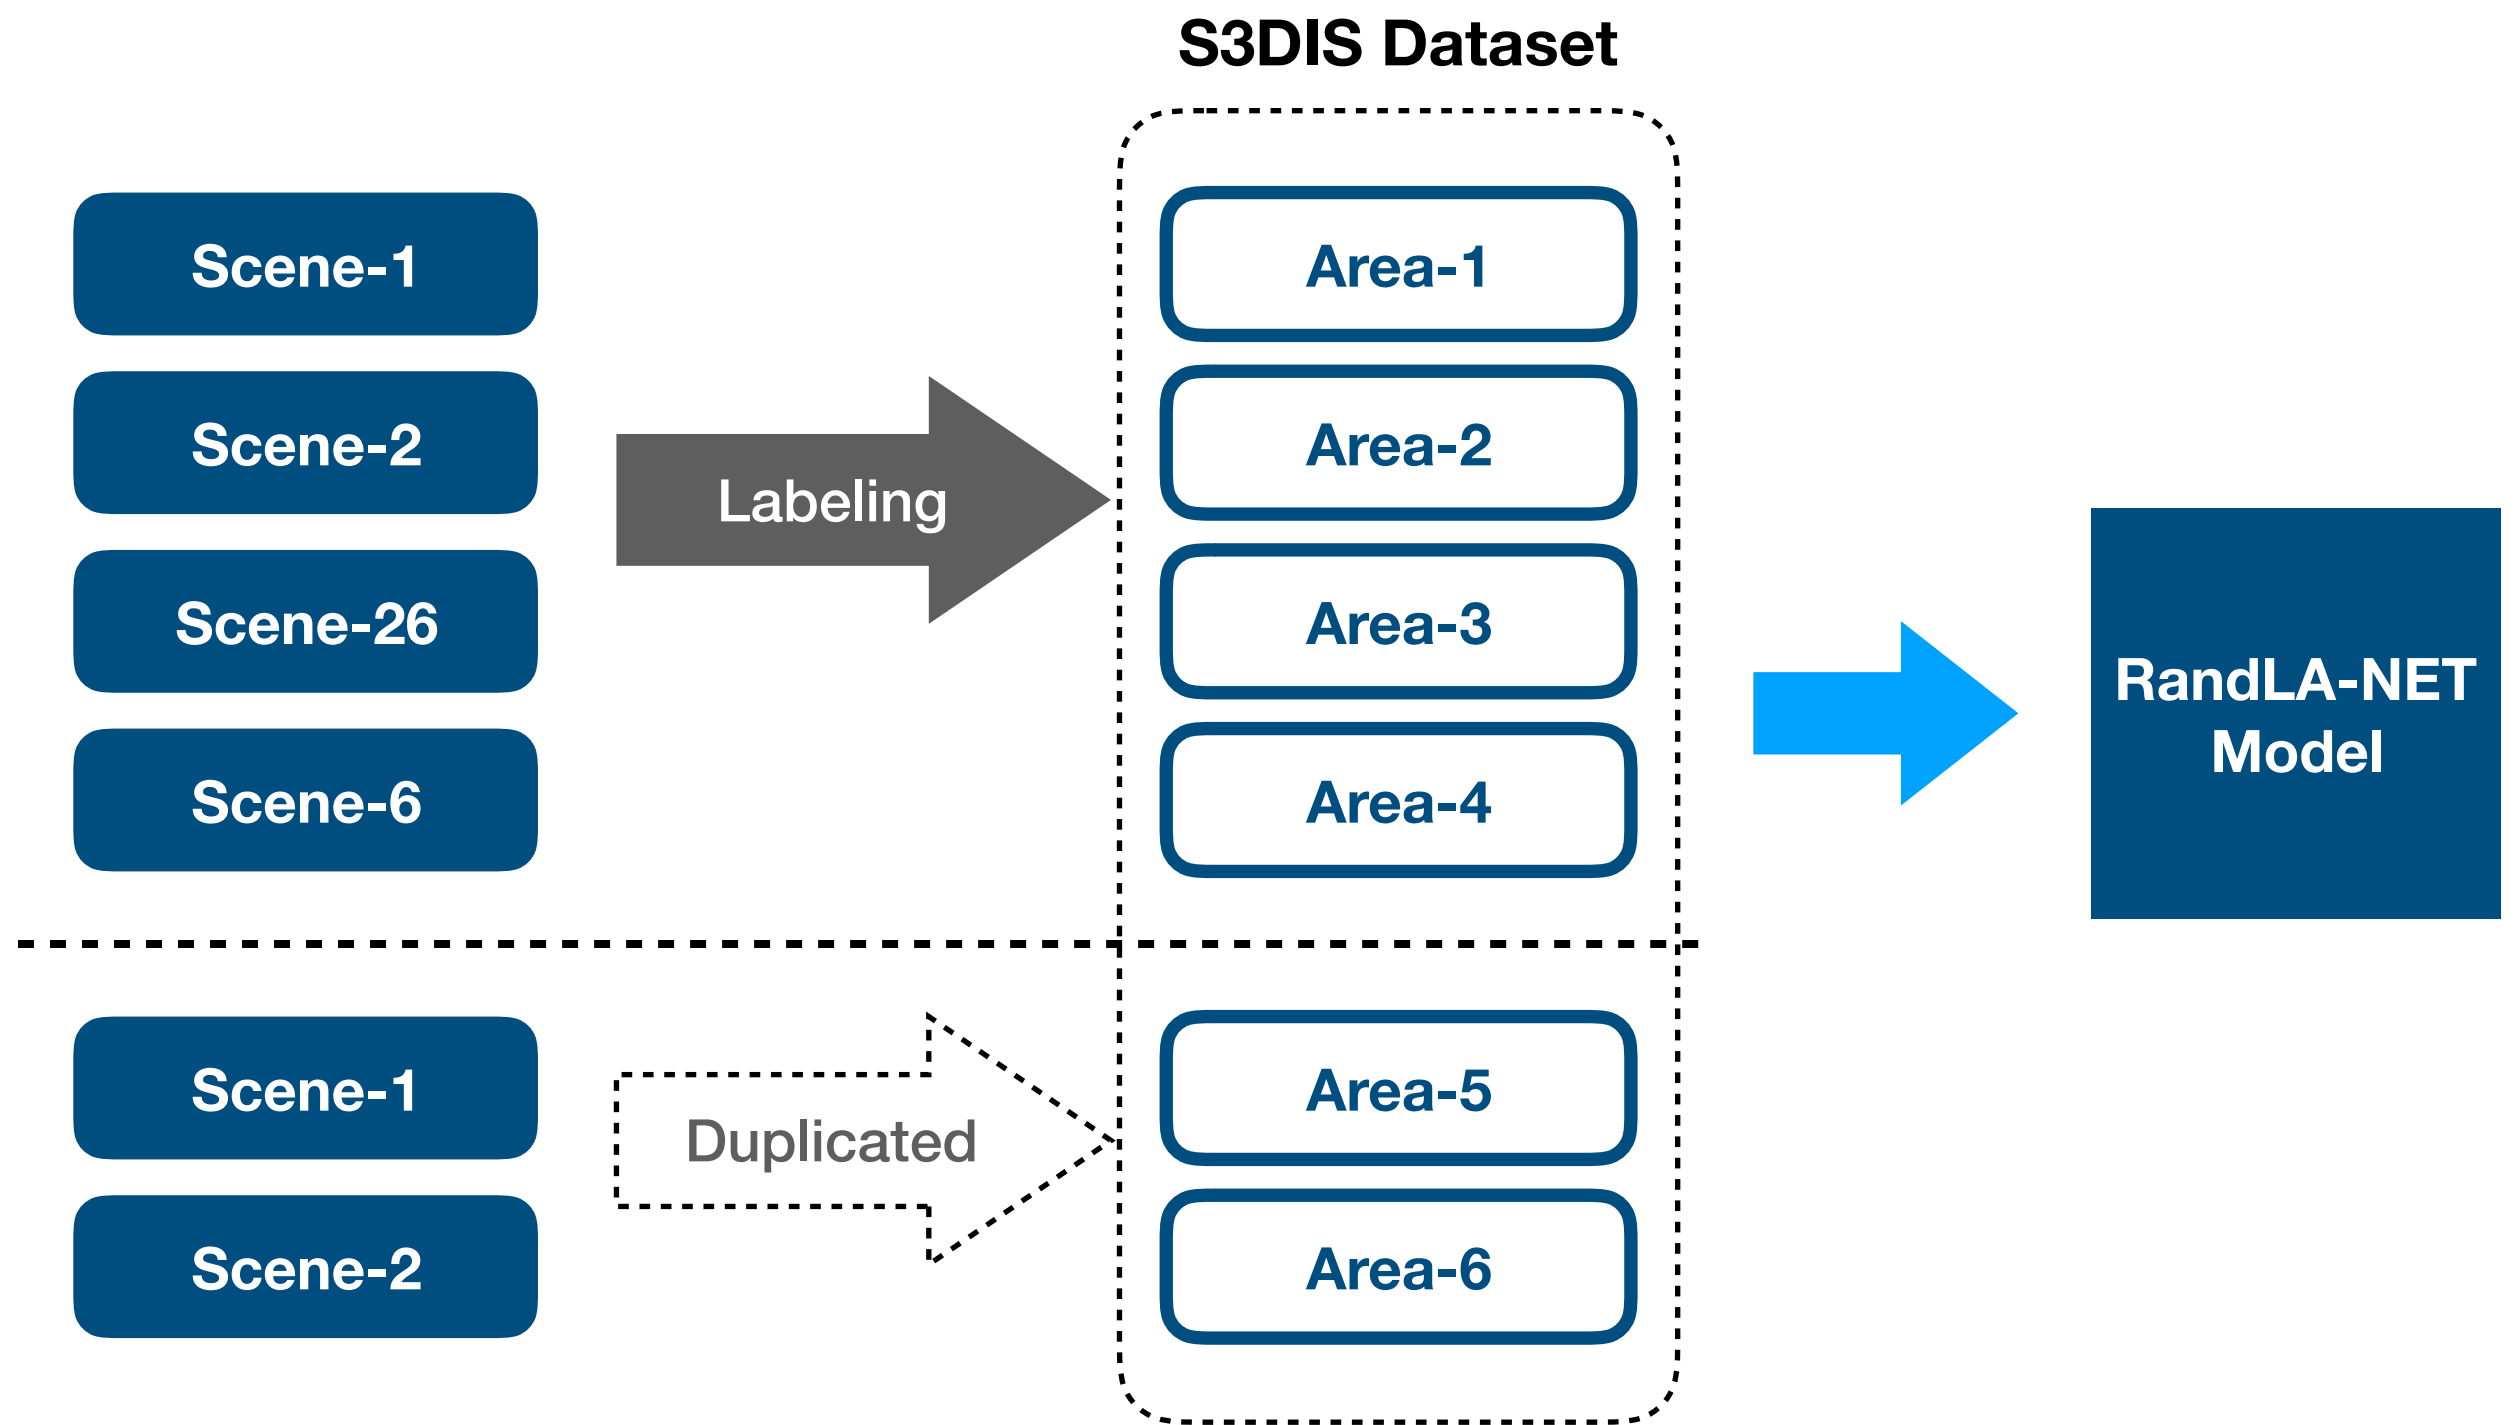 S3DIS Dataset
Scene-1
Scene-2
Scene-26
Scene-6
Labeling
Area-1
Area-2
Area-3
Area-4
RandLA-NET
Model
Scene-1
Scene-2
Duplicated
Area-5
Area-6